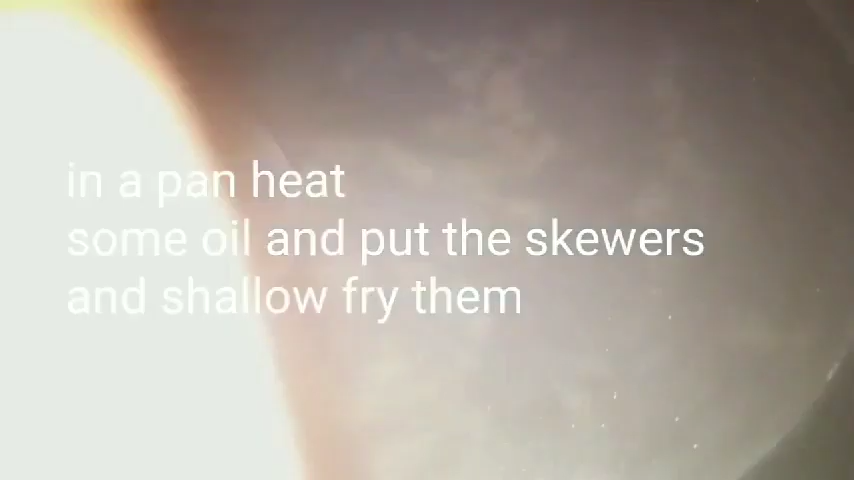 in a pan heat
some oil and put the skewers
and shallow fry them